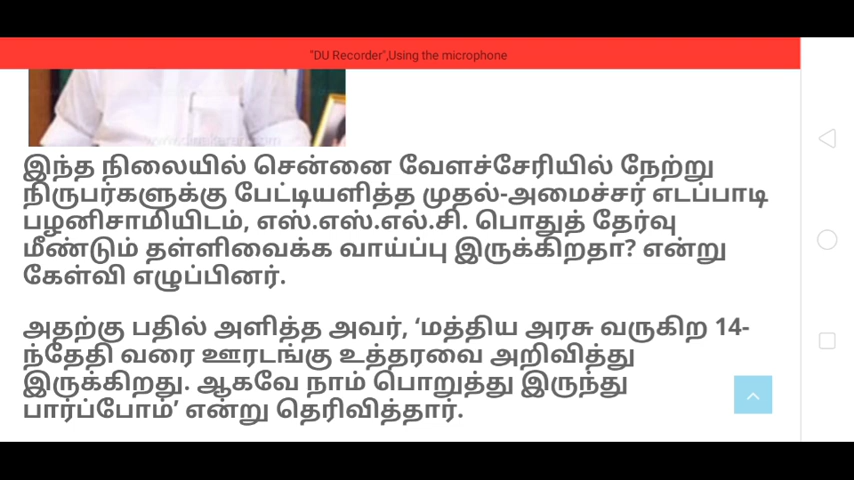 "DU Recorder",Using the microphone
இந்த நிலையில் சென்னை வேளச்சேரியில் நேற்று
நிருபர்களுக்கு பேட்டியளித்த முதல்-அமைச்சர் எடப்பாடி
பழனிசாமியிடம், எஸ்.எஸ்.எல்.சி. பொதுத் தேர்வு
மீண்டும் தள்ளிவைக்க வாய்ப்பு இருக்கிறதா? என்று
கேள்வி எழுப்பினர்.
அதற்கு பதில் அளித்த அவர், ‘மத்திய அரசு வருகிற 14-
ந்தேதி வரை ஊரடங்கு உத்தரவை அறிவித்து
இருக்கிறது. ஆகவே நாம் பொறுத்து இருந்து
பார்ப்போம்’ என்று தெரிவித்தார்.